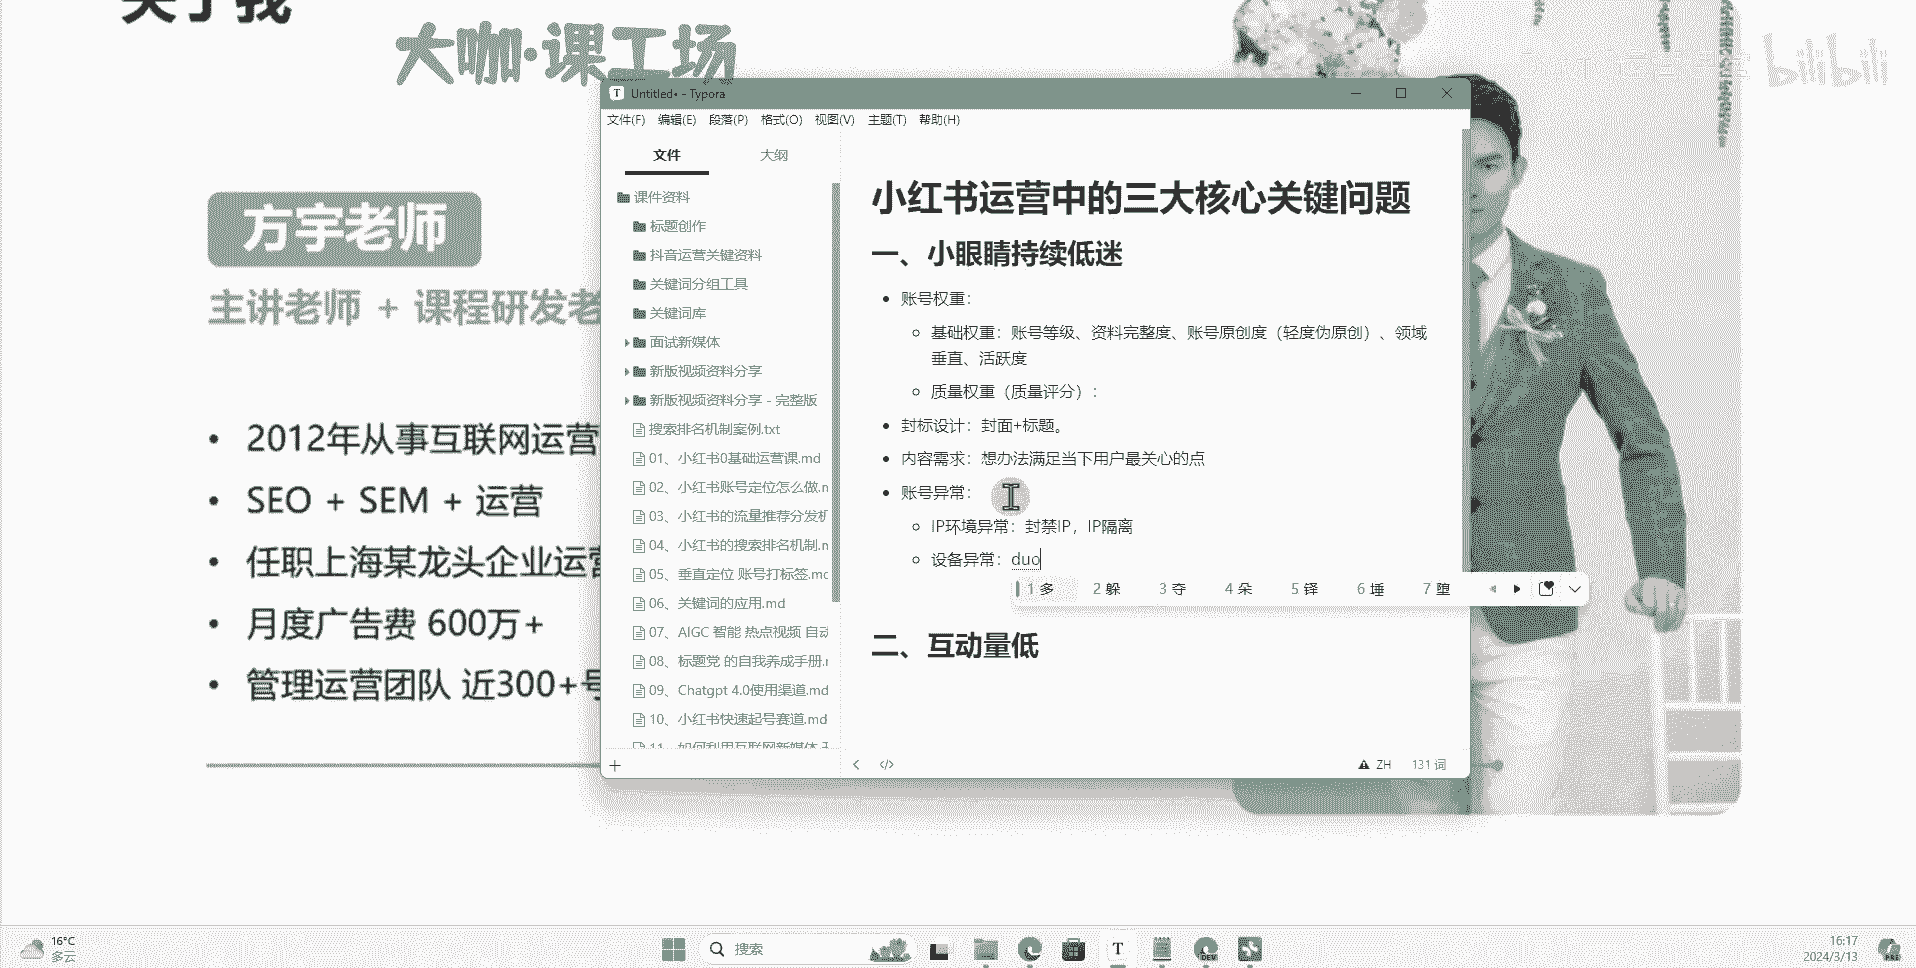 关于我
大咖·课工场
bilibili
方宇老师
主讲老师 + 课程研发老
2012年从事互联网运营
SEO + SEM + 运营
任职上海某龙头企业运营
月度广告费 600万+
管理运营团队 近300+号
Untitled• - Typora
文件(F) 编辑(E) 段落(P) 格式(O) 视图(V) 主题(T) 帮助(H)
文件 大纲
课件资料
标题创作
抖音运营关键资料
关键词分组工具
关键词库
面试新媒体
新版视频资料分享
新版视频资料分享 - 完整版
搜索排名机制案例.txt
01、小红书0基础运营课.md
02、小红书账号定位怎么做.m
03、小红书的流量推荐分发机
04、小红书的搜索排名机制.m
05、垂直定位 账号打标签.md
06、关键词的应用.md
07、AIGC 智能 热点视频 自动
08、标题党 的自我养成手册.m
09、Chatgpt 4.0使用渠道.md
10、小红书快速起号赛道.md
11、如何利用互联网新媒体
小红书运营中的三大核心关键问题
一、小眼睛持续低迷
账号权重：
基础权重：账号等级、资料完整度、账号原创度（轻度伪原创）、领域
垂直、活跃度
质量权重（质量评分）：
封标设计：封面+标题。
内容需求：想办法满足当下用户最关心的点
账号异常：
IP环境异常：封禁IP，IP隔离
设备异常：duo
1 多 2 躲 3 夺 4 朵 5 铎 6 埵 7 堕
二、互动量低
ZH 131 词
16°C
多云
搜索
DEV
PRE
16:17
2024/3/13